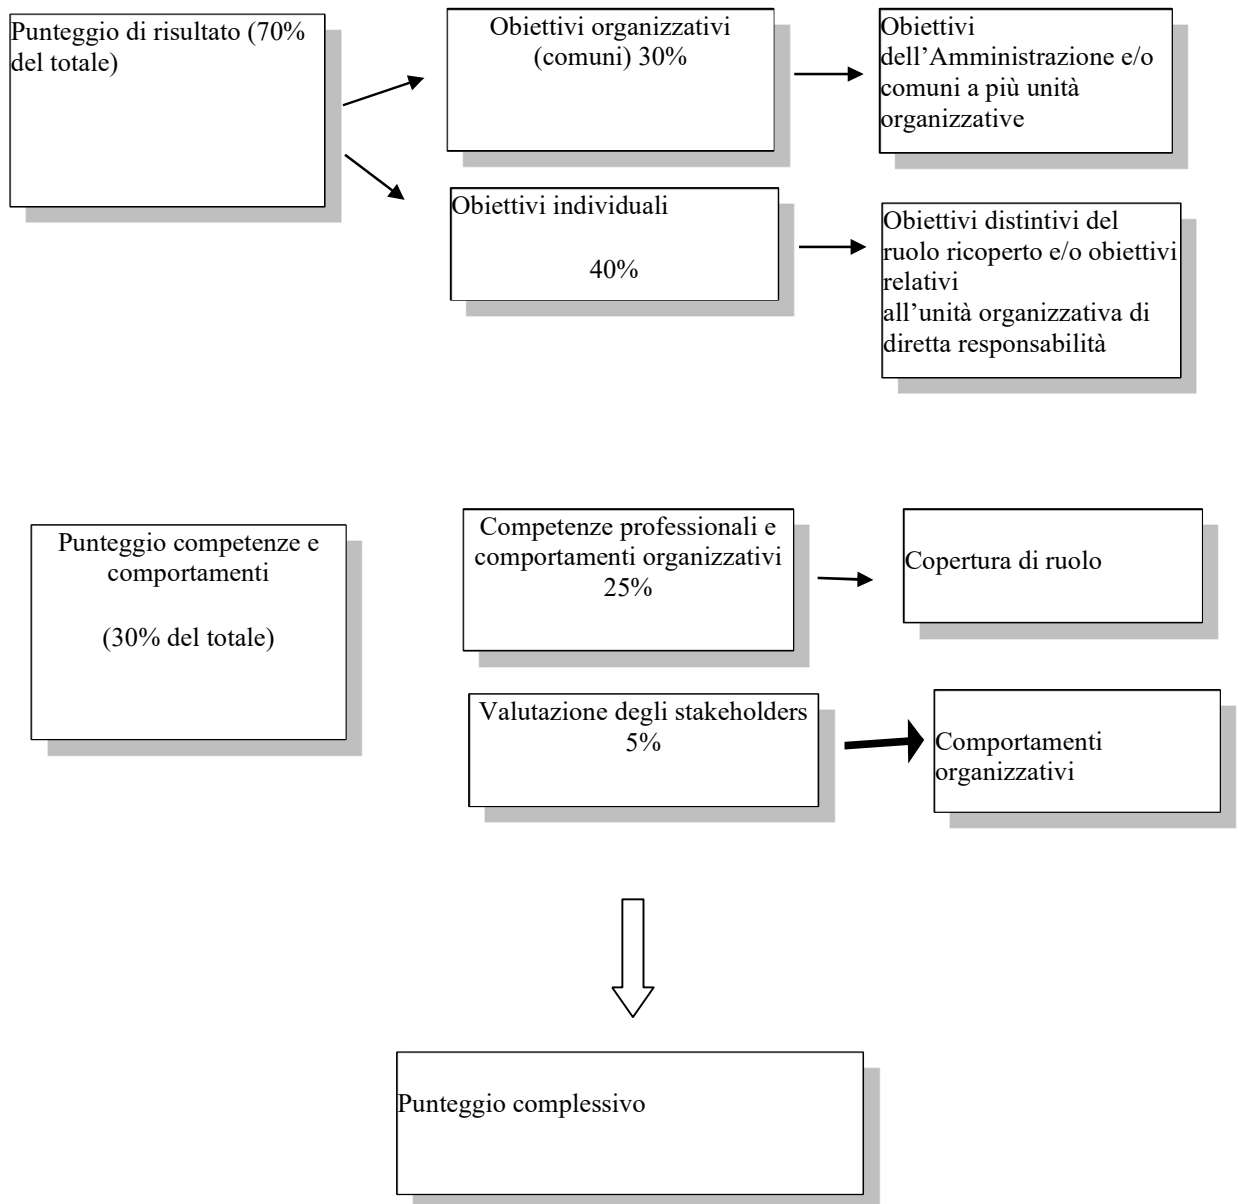 Punteggio di risultato (70%
del totale)
Obiettivi organizzativi
(comuni) 30%
Obiettivi
dell’Amministrazione e/o
comuni a più unità
organizzative
Obiettivi individuali
40%
Obiettivi distintivi del
ruolo ricoperto e/o obiettivi
relativi
all’unità organizzativa di
diretta responsabilità
Punteggio competenze e
comportamenti
(30% del totale)
Competenze professionali e
comportamenti organizzativi
25%
Copertura di ruolo
Valutazione degli stakeholders
5%
Comportamenti
organizzativi
Punteggio complessivo